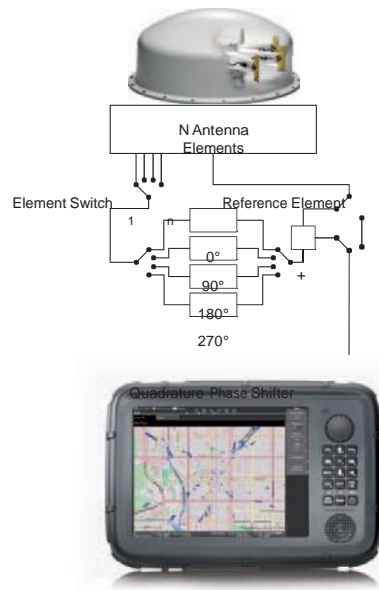 N Antenna
Elements
Element Switch
Reference Element
1
n
0°
90°
+
180°
270°
Quadrature Phase Shifter